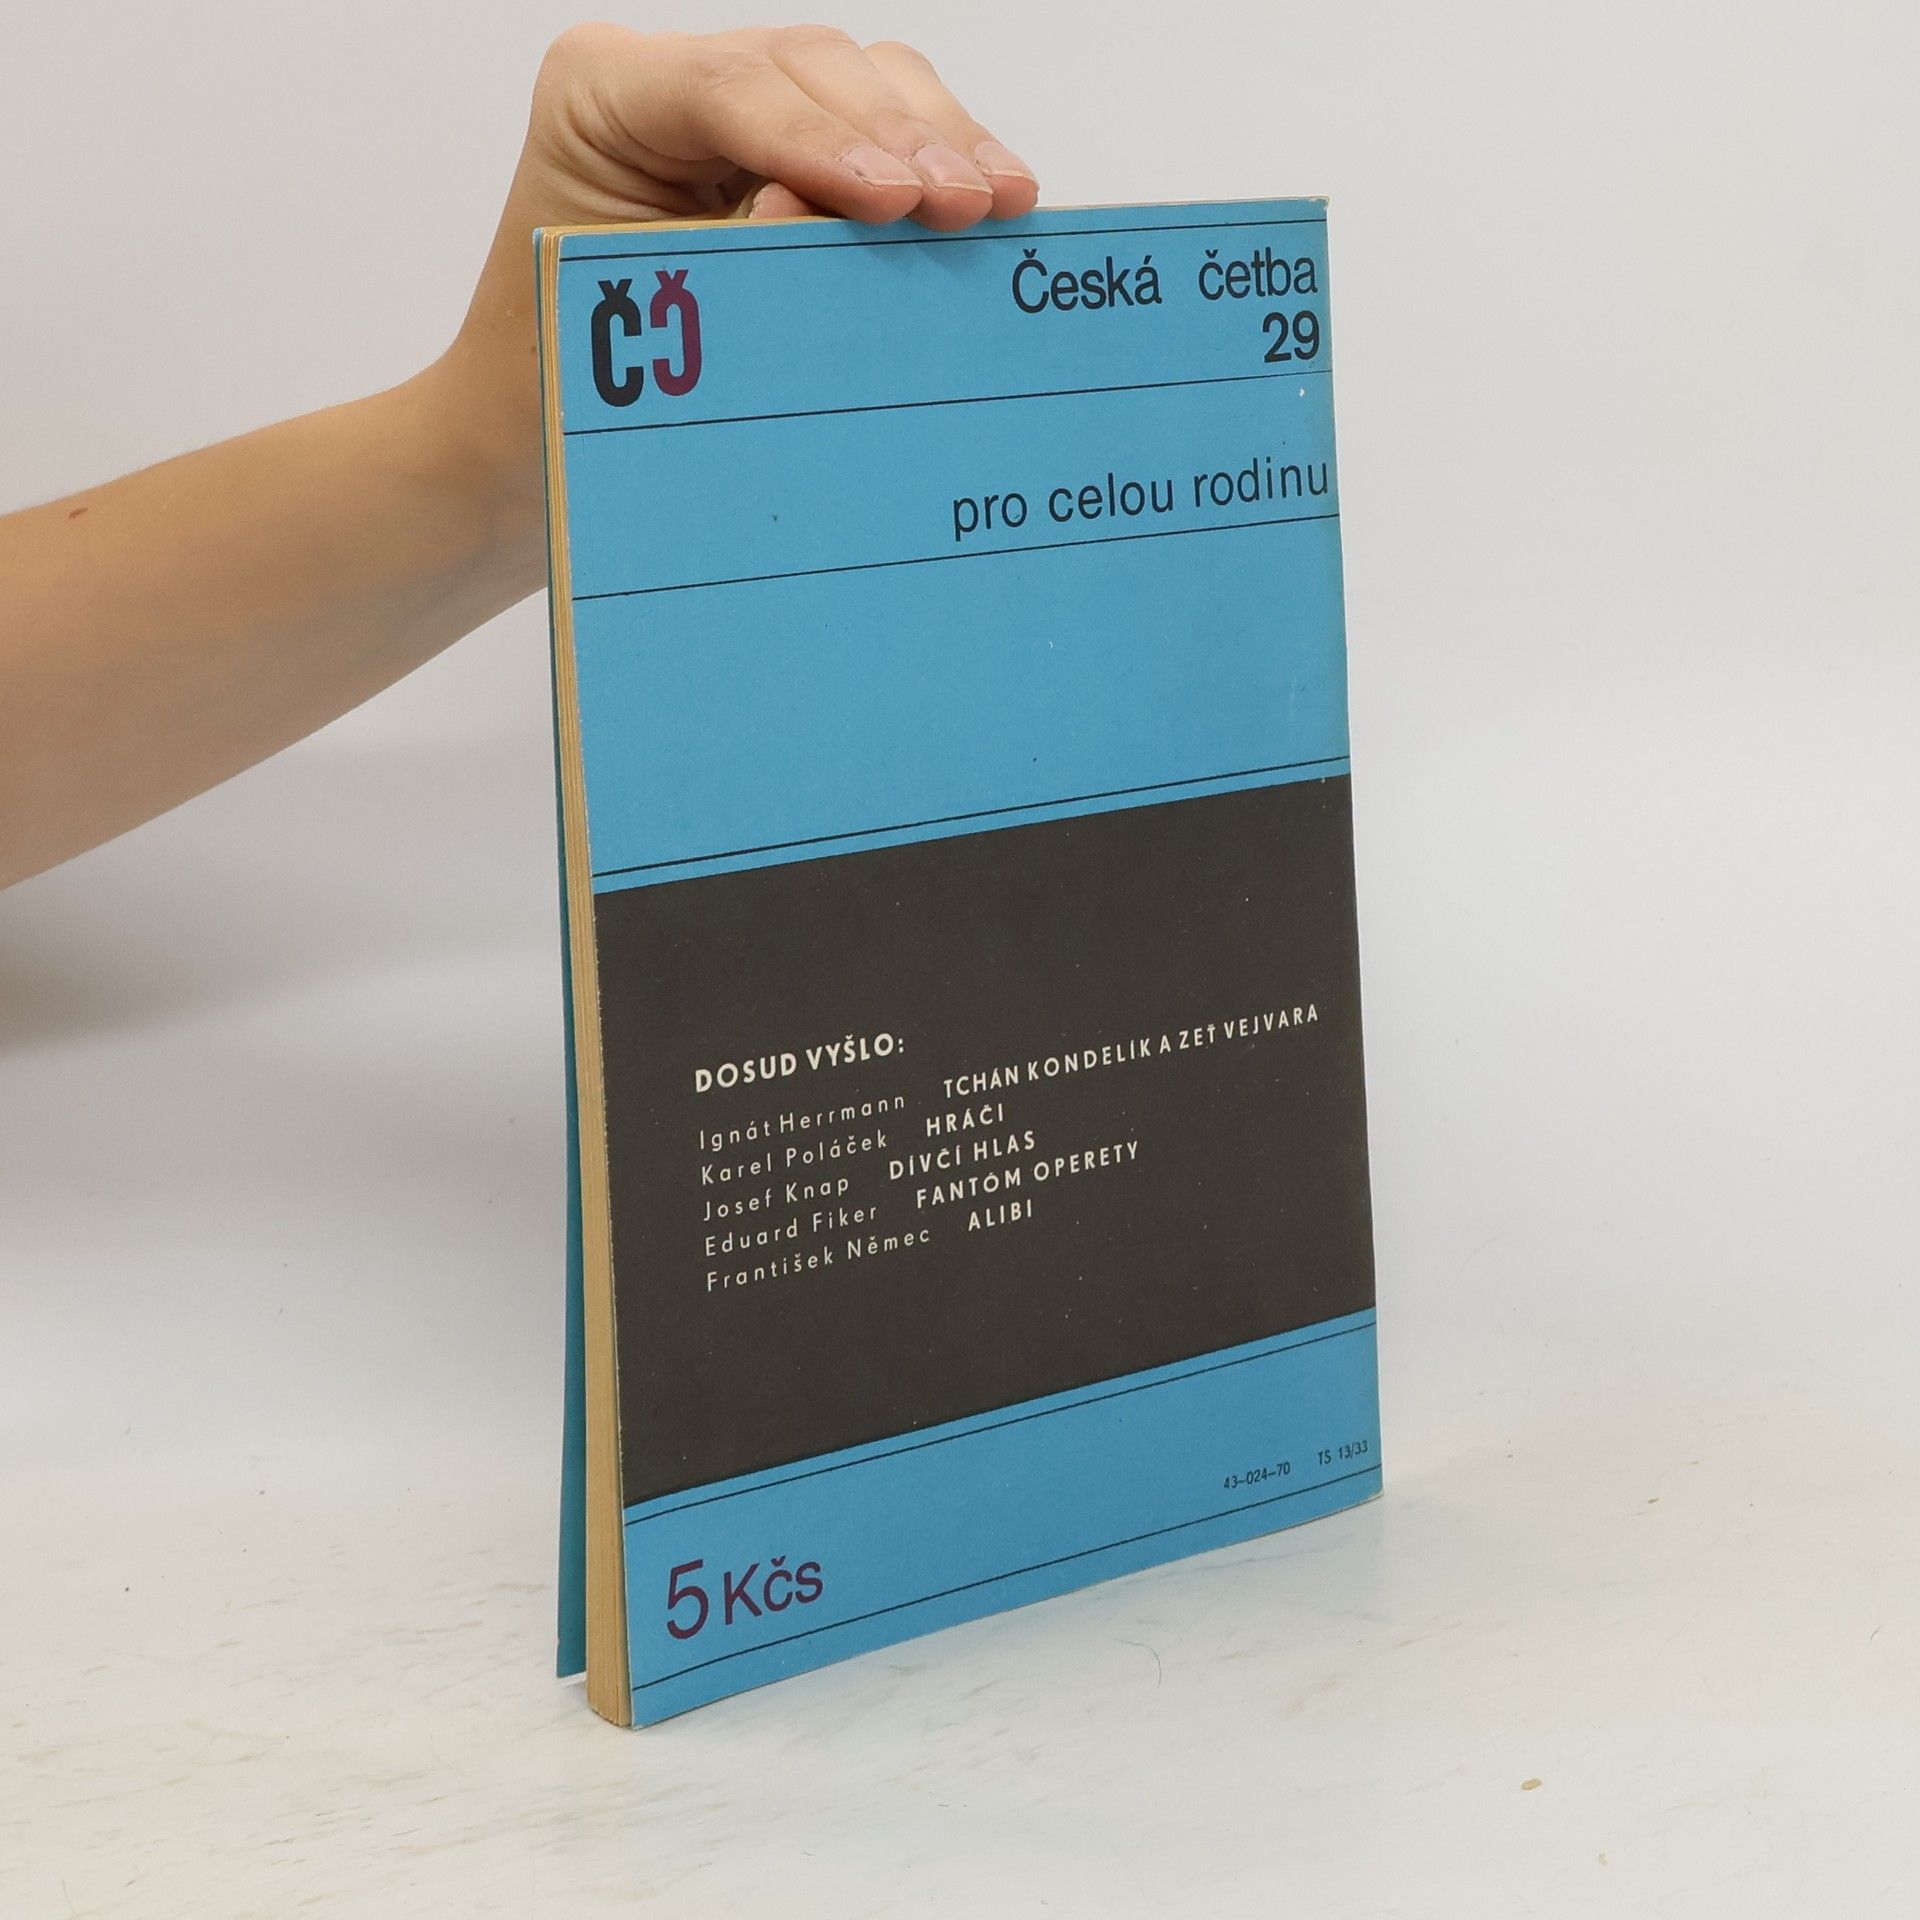 ČČ
Česká četba
29
pro celou rodinu
DOSUD VYŠLO:
Ignát Herrmann TCHÁN KONDELÍK A ZEŤ VEJVARA
Karel Poláček HRÁČI
Josef Knap DÍVČÍ HLAS
Eduard Fiker FANTÓM OPERETY
František Němec ALIBI
43-024-70 TS 13/33
5 Kčs